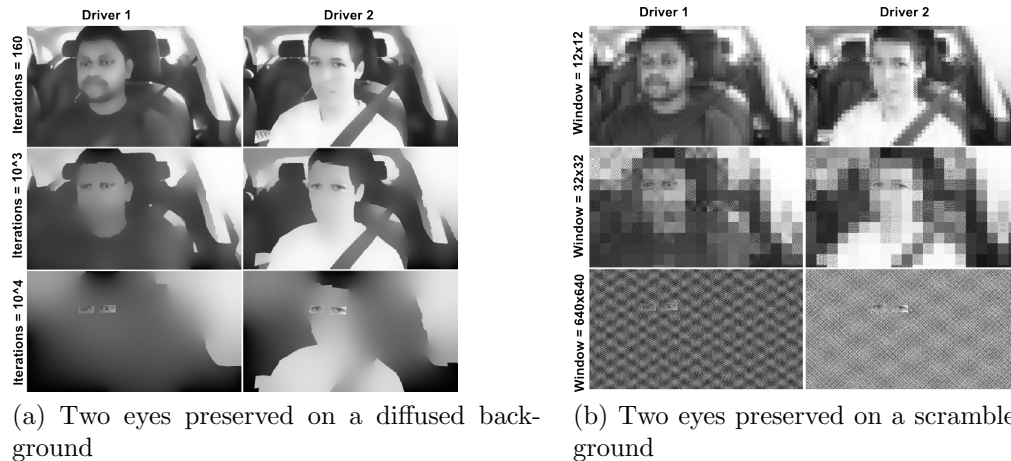 Driver 1
Driver 2
Iterations = 160
Iterations = 10^3
Iterations = 10^4
(a) Two eyes preserved on a diffused back-
ground
Driver 1
Driver 2
Window = 12x12
Window = 32x32
Window = 640x640
(b) Two eyes preserved on a scramble
ground